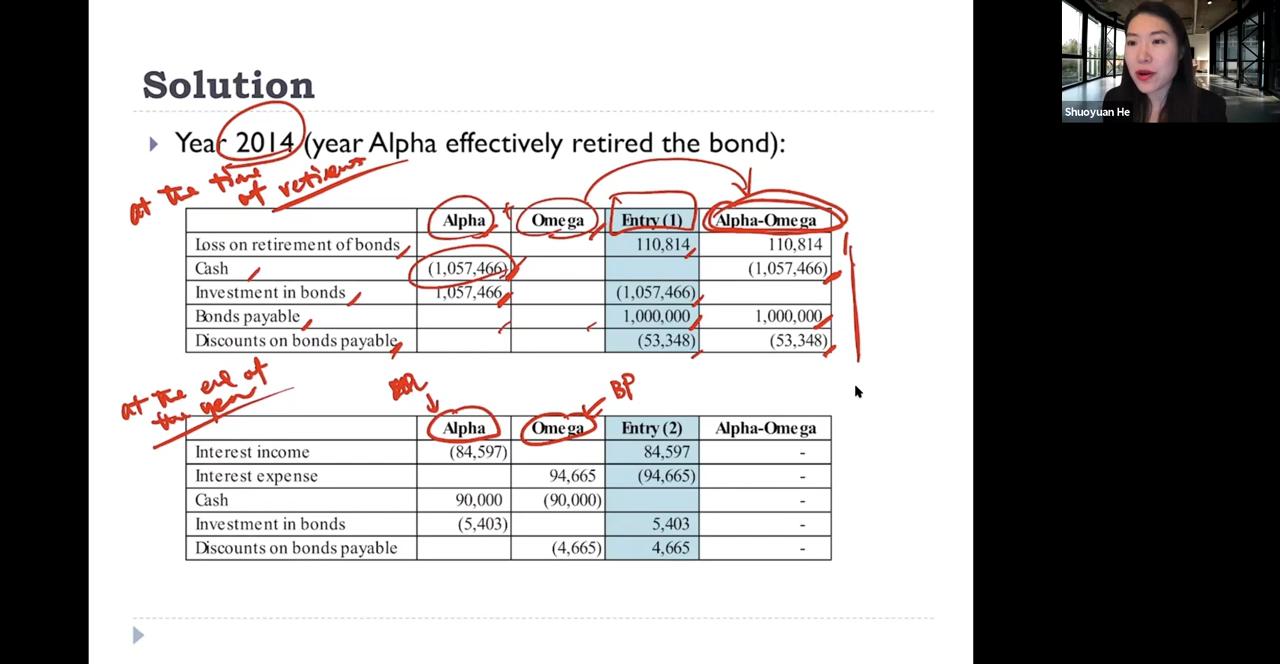 Shuoyuan He
Solution
Year 2014 (year Alpha effectively retired the bond):
at the time
of
Alpha Omega Entry (1) Alpha-Omega
Loss on retirement of bonds 110,814 110,814
Cash (1,057,466) (1,057,466)
Investment in bonds 1,057,466 (1,057,466)
Bonds payable 1,000,000 1,000,000
Discounts on bonds payable (53,348) (53,348)
at the end of
the year
BP
Alpha Omega Entry (2) Alpha-Omega
Interest income (84,597) 84,597 -
Interest expense 94,665 (94,665) -
Cash 90,000 (90,000) -
Investment in bonds (5,403) 5,403 -
Discounts on bonds payable (4,665) 4,665 -